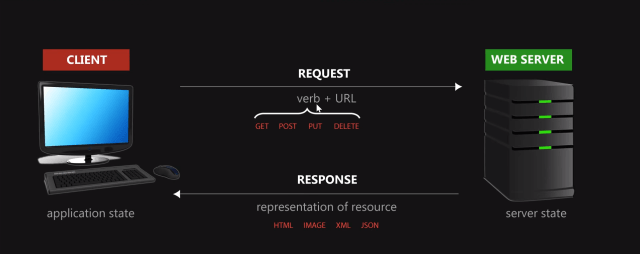 CLIENT
WEB SERVER
REQUEST
verb + URL
GET POST PUT DELETE
RESPONSE
representation of resource
HTML IMAGE XML JSON
application state
server state